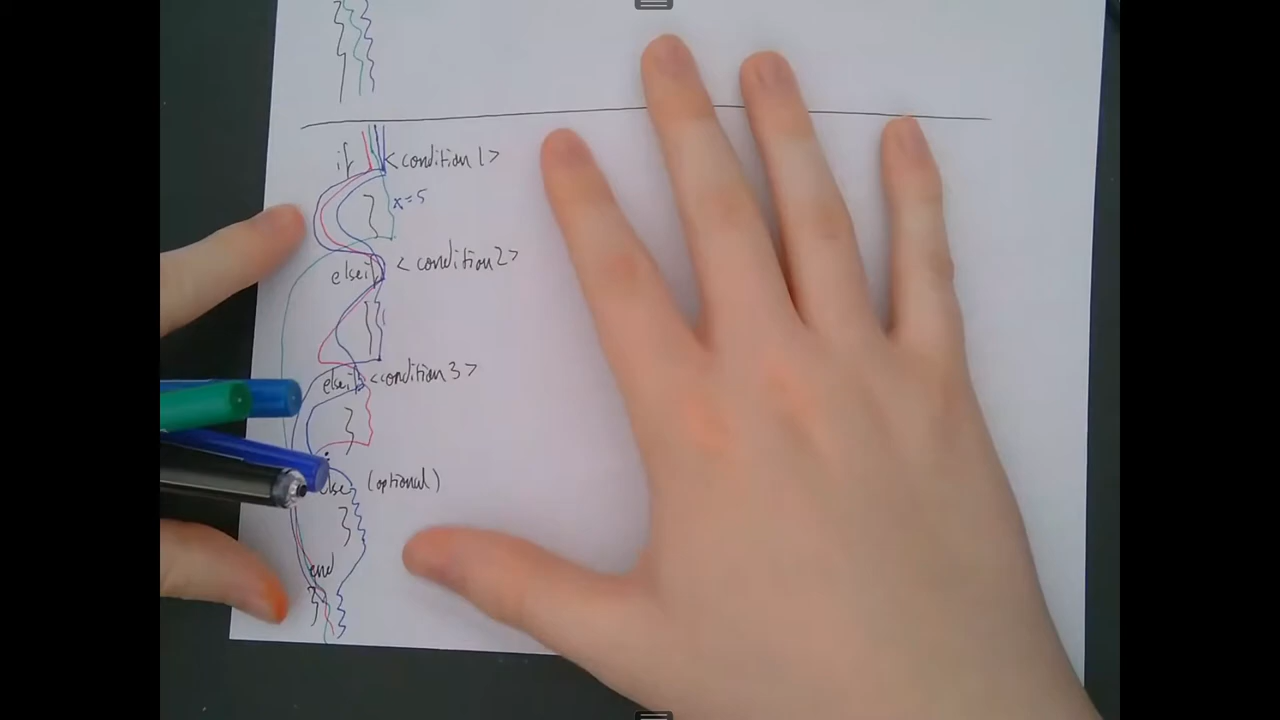 if <condition 1>
x=5
elseif <condition 2>
elseif <condition 3>
else (optional)
end